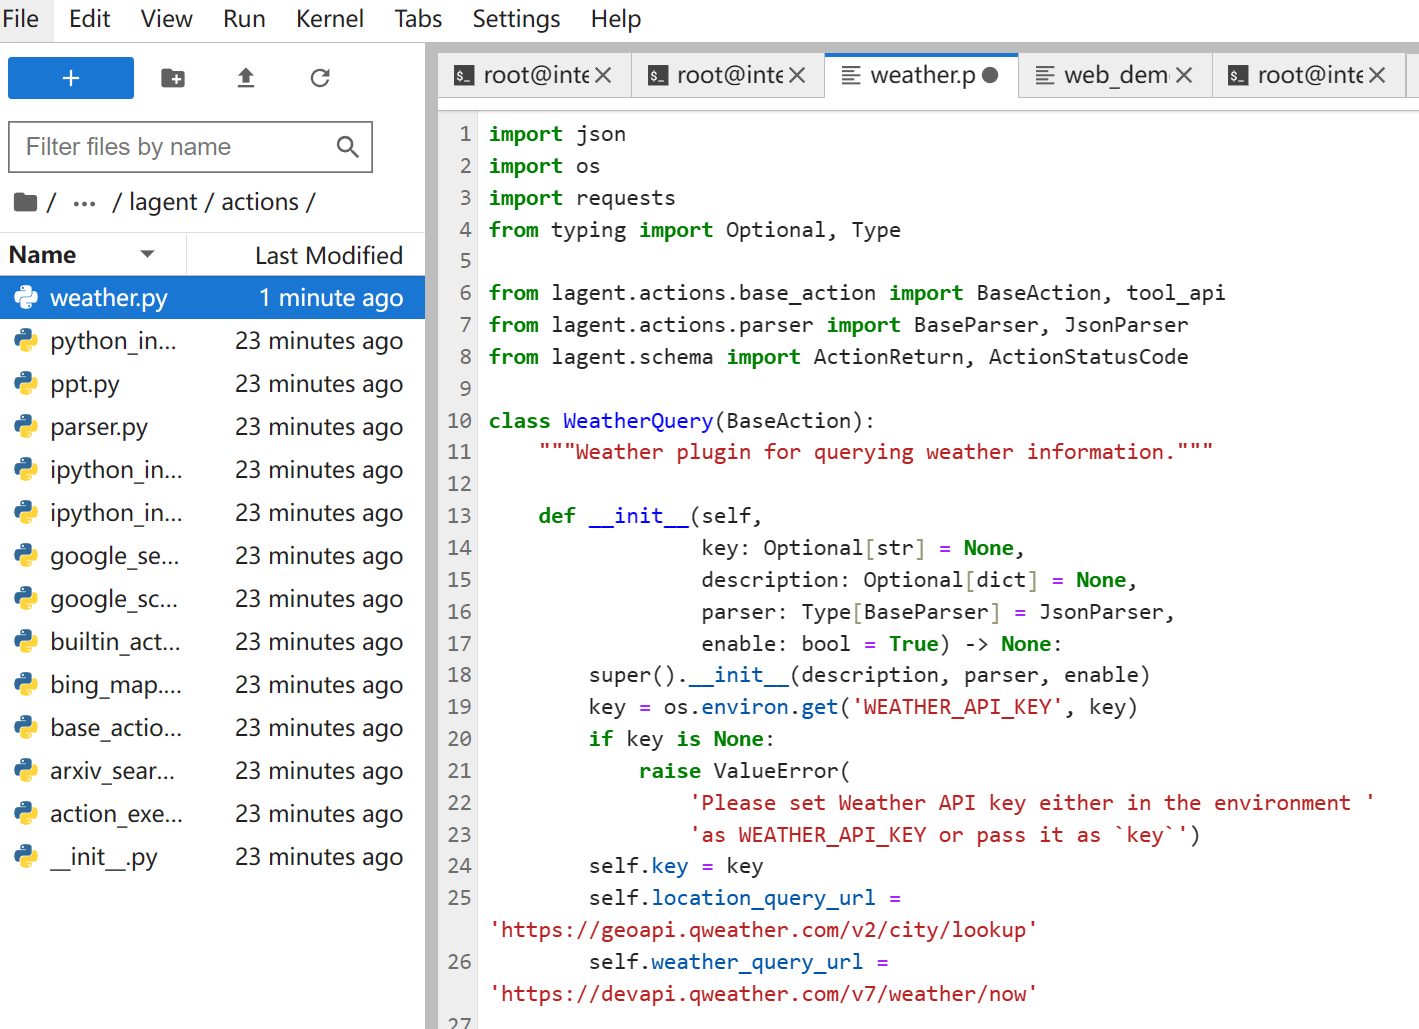 File Edit View Run Kernel Tabs Settings Help
+
Filter files by name
/ ... / lagent / actions /
Name Last Modified
weather.py 1 minute ago
python_in... 23 minutes ago
ppt.py 23 minutes ago
parser.py 23 minutes ago
ipython_in... 23 minutes ago
ipython_in... 23 minutes ago
google_se... 23 minutes ago
google_sc... 23 minutes ago
builtin_act... 23 minutes ago
bing_map.... 23 minutes ago
base_actio... 23 minutes ago
arxiv_sear... 23 minutes ago
action_exe... 23 minutes ago
__init__.py 23 minutes ago
$_ root@inte $_ root@inte weather.p web_dem $_ root@inte
1 import json
2 import os
3 import requests
4 from typing import Optional, Type
5
6 from lagent.actions.base_action import BaseAction, tool_api
7 from lagent.actions.parser import BaseParser, JsonParser
8 from lagent.schema import ActionReturn, ActionStatusCode
9
10 class WeatherQuery(BaseAction):
11     """Weather plugin for querying weather information."""
12
13     def __init__(self,
14                  key: Optional[str] = None,
15                  description: Optional[dict] = None,
16                  parser: Type[BaseParser] = JsonParser,
17                  enable: bool = True) -> None:
18         super().__init__(description, parser, enable)
19         key = os.environ.get('WEATHER_API_KEY', key)
20         if key is None:
21             raise ValueError(
22                 'Please set Weather API key either in the environment '
23                 'as WEATHER_API_KEY or pass it as `key`')
24         self.key = key
25         self.location_query_url =
'https://geoapi.qweather.com/v2/city/lookup'
26         self.weather_query_url =
'https://devapi.qweather.com/v7/weather/now'
27